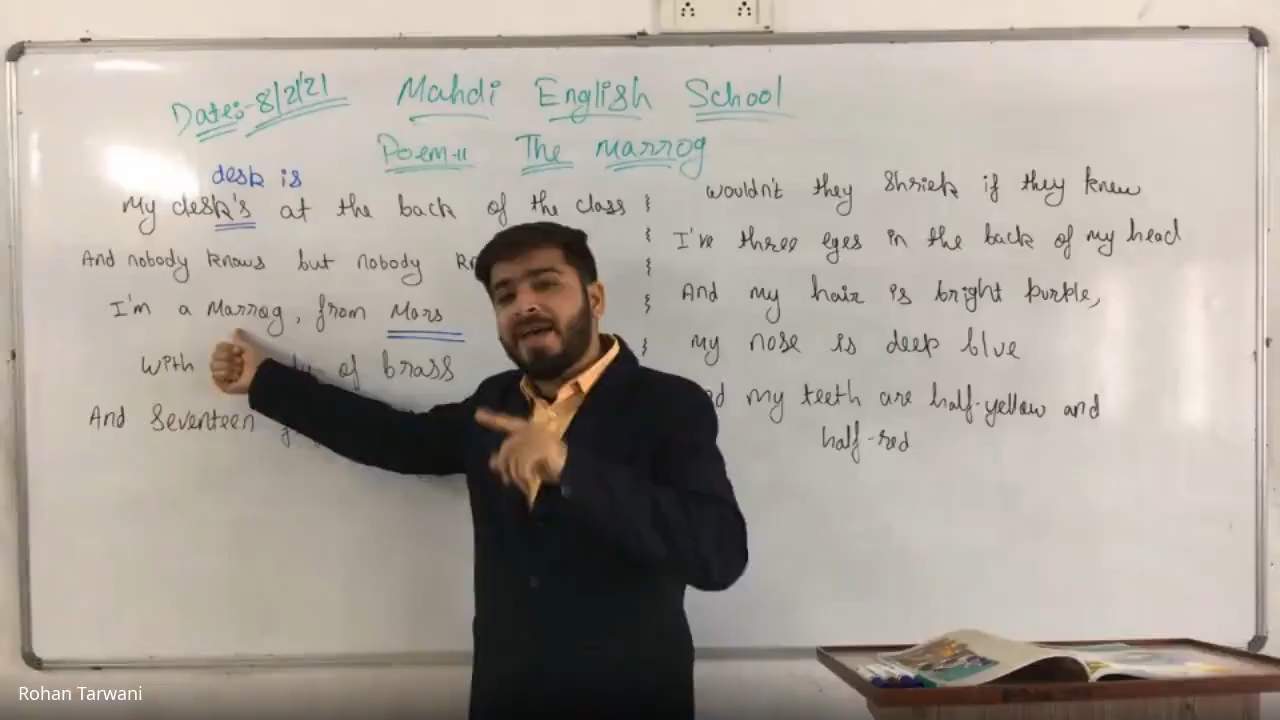 Date:-8/2/21 Mahdi English School
Poem-11 The Marrog
desk is
My desk's at the back of the class
And nobody knows but nobody
I'm a Marrog, from Mars
With of brass
And Seventeen
wouldn't they Shriek if they knew
I've three eyes in the back of my head
And my hair is bright purple,
My nose is deep blue
my teeth are half-yellow and
half-red
Rohan Tarwani